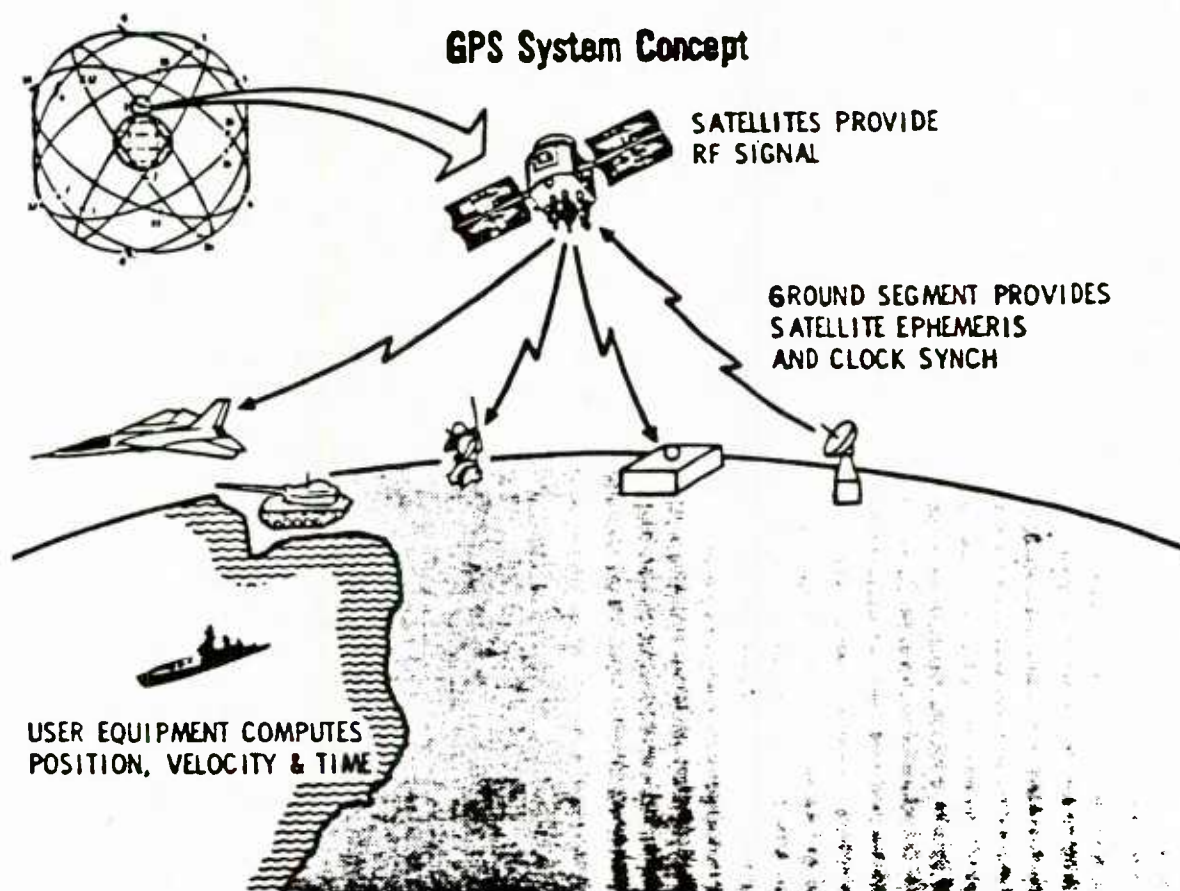 GPS System Concept
SATELLITES PROVIDE
RF SIGNAL
GROUND SEGMENT PROVIDES
SATELLITE EPHEMERIS
AND CLOCK SYNCH
USER EQUIPMENT COMPUTES
POSITION, VELOCITY & TIME